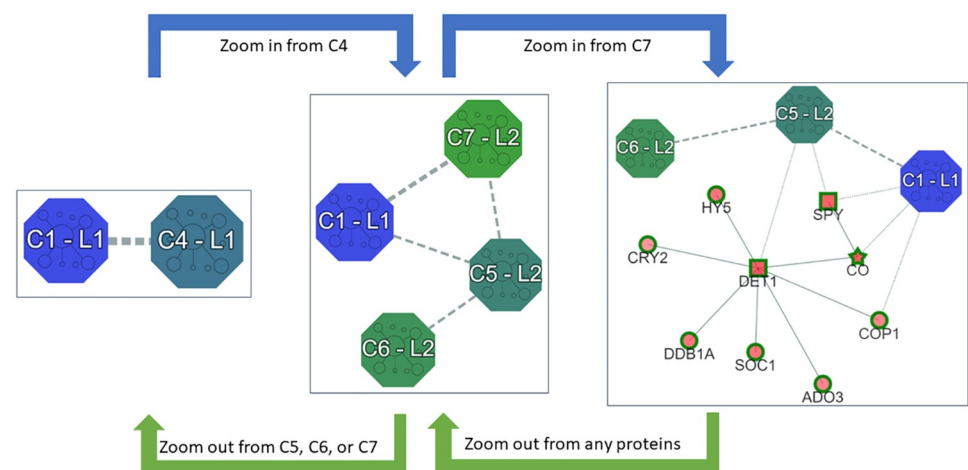 Zoom in from C4
Zoom in from C7
C1 - L1
C4 - L1
C7 - L2
C1 - L1
C5 - L2
C6 - L2
C5 - L2
C6 - L2
C1 - L1
HY5
SPY
CRY2
CO
DET1
COP1
DDB1A
SOC1
ADO3
Zoom out from C5, C6, or C7
Zoom out from any proteins